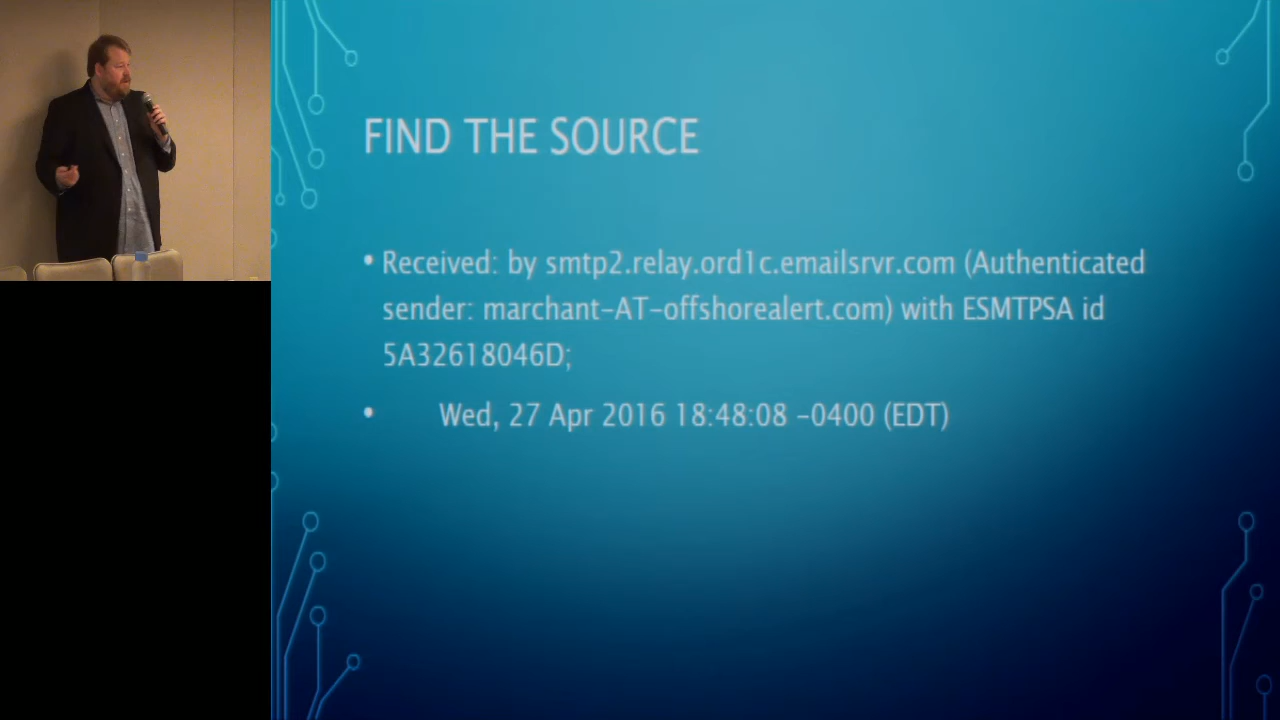 FIND THE SOURCE
• Received: by smtp2.relay.ord1c.emailsrvr.com (Authenticated
sender: marchant-AT-offshorealert.com) with ESMTPSA id
5A32618046D;
• Wed, 27 Apr 2016 18:48:08 -0400 (EDT)